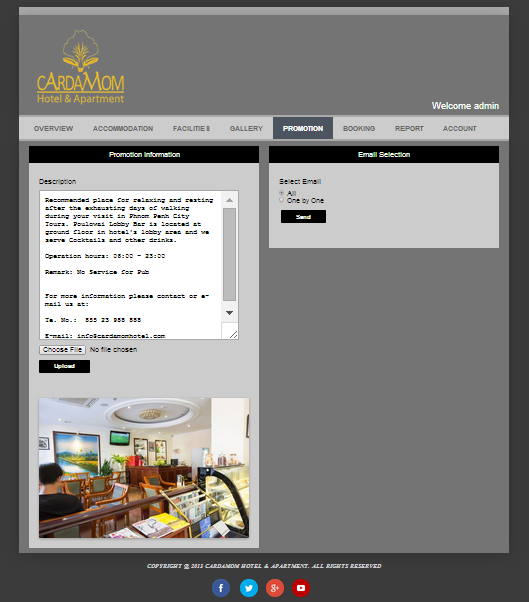 CARDAMOM
Hotel & Apartment
Welcome admin
OVERVIEW ACCOMMODATION FACILITIES GALLERY PROMOTION BOOKING REPORT ACCOUNT
Promotion Information
Description
Recommended place for relaxing and resting
after the exhausting days of walking
during your visit in Phnom Penh City
Tours. Poulowai Lobby Bar is located at
ground floor in hotel's lobby area and we
serve Cocktails and other drinks.
Operation hours: 06:00 - 23:00
Remark: No Service for Pub
For more information please contact or e-
mail us at:
Te. No.: 855 23 988 888
E-mail: info@cardamomhotel.com
Choose File No file chosen
Upload
Email Selection
Select Email
All
One by One
Send
COPYRIGHT @ 2015 CARDAMOM HOTEL & APARTMENT. ALL RIGHTS RESERVED